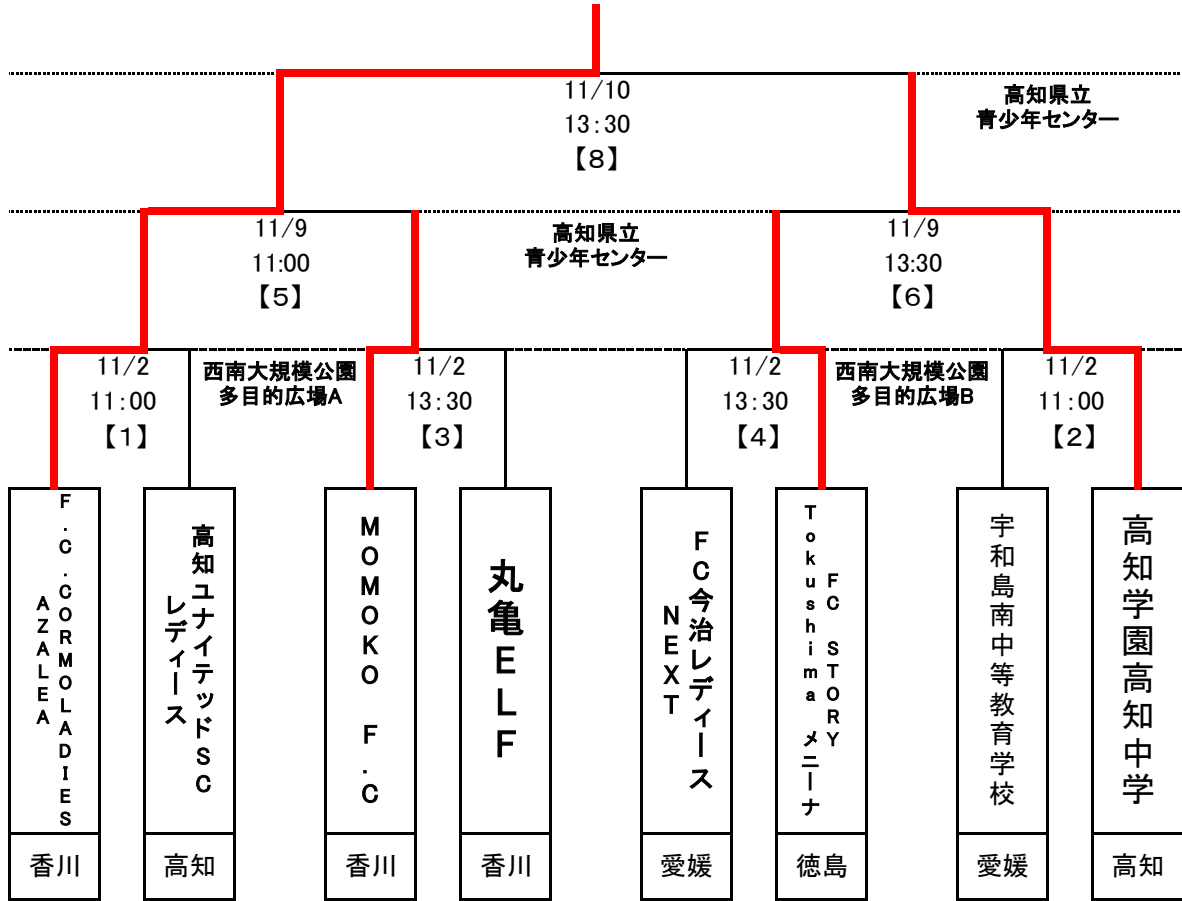 11/10
13:30
【8】
高知県立
青少年センター
11/9
11:00
【5】
高知県立
青少年センター
11/9
13:30
【6】
11/2
11:00
【1】
西南大規模公園
多目的広場A
11/2
13:30
【3】
11/2
13:30
【4】
西南大規模公園
多目的広場B
11/2
11:00
【2】
F.C.CORMOLADIES
AZALEA
高知ユナイテッドSC
レディース
MOMOKO F.C
丸亀ELF
FC今治レディース
NEXT
FC STORY
Tokushima メニーナ
宇和島南中等教育学校
高知学園高知中学
香川
高知
香川
香川
愛媛
徳島
愛媛
高知